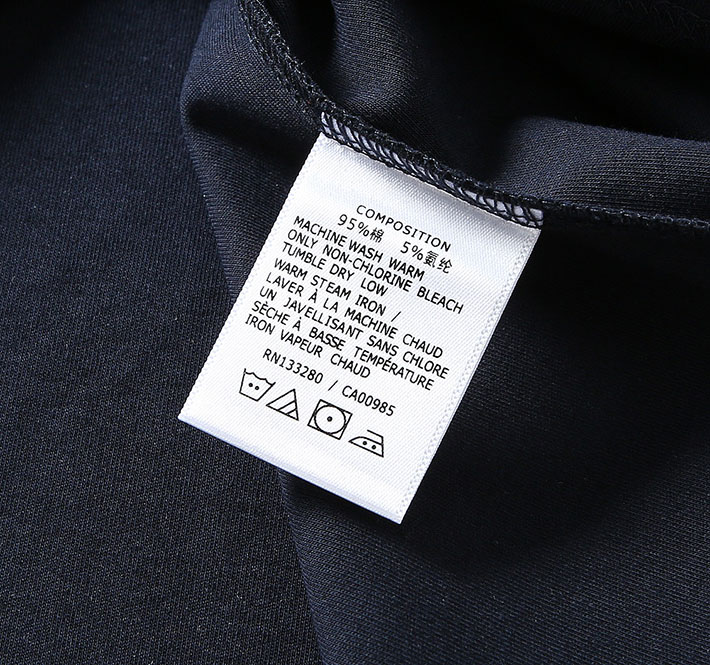 COMPOSITION
95%棉 5%氨纶
MACHINE WASH WARM
ONLY NON-CHLORINE BLEACH
TUMBLE DRY LOW
WARM STEAM IRON /
LAVER À LA MACHINE CHAUD
UN JAVELLISANT SANS CHLORE
SÈCHE À BASSE TEMPÉRATURE
IRON VAPEUR CHAUD
RN133280 / CA00985